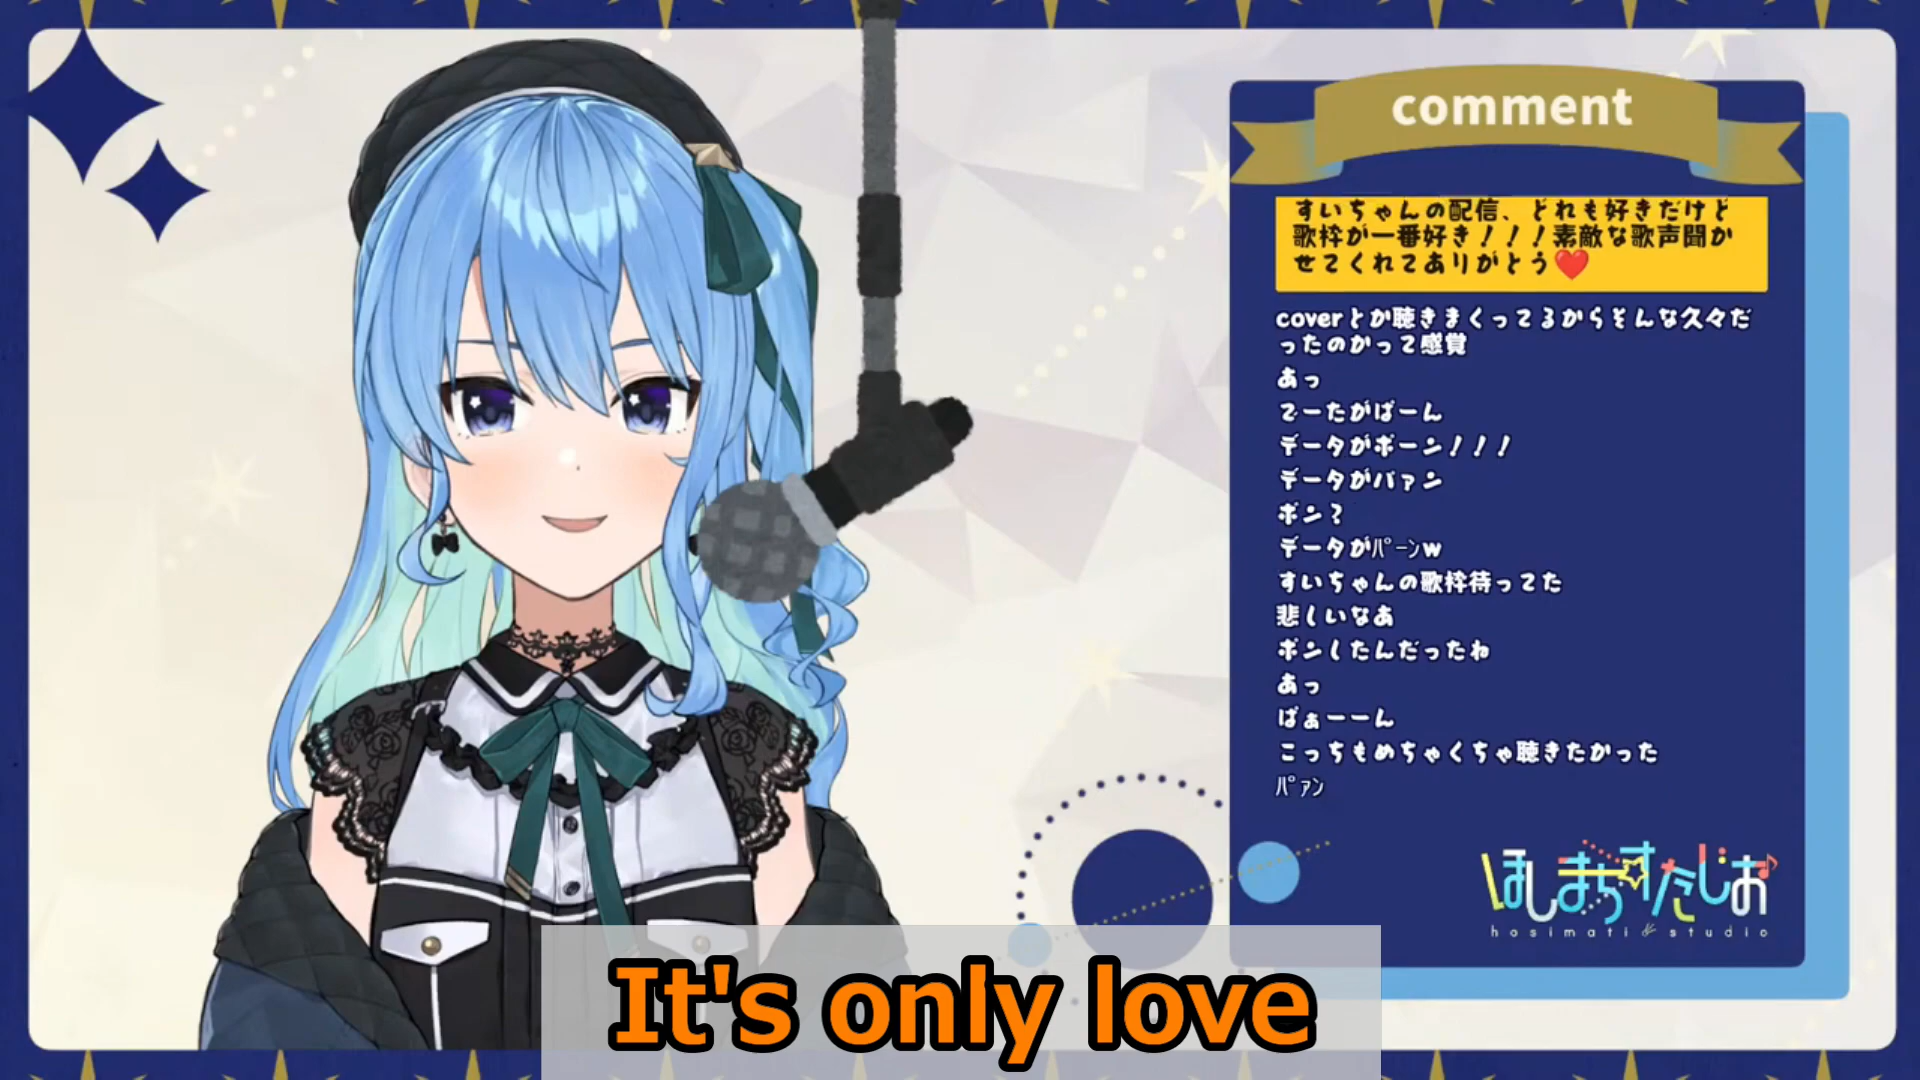 comment
すいちゃんの配信、どれも好きだけど
歌枠が一番好き！！！素敵な歌声聞か
せてくれてありがとう❤️
coverとか聴きまくってるからそんな久々だ
ったのかって感覚
あっ
でーたがばーん
データがボーン！！！
データがバァン
ボン？
データがﾊﾟｰﾝw
すいちゃんの歌枠待ってた
悲しいなあ
ボンしたんだったね
あっ
ばぁーーん
こっちもめちゃくちゃ聴きたかった
ﾊﾟｧﾝ
ほしまちすたじお
hosimati studio
It's only love